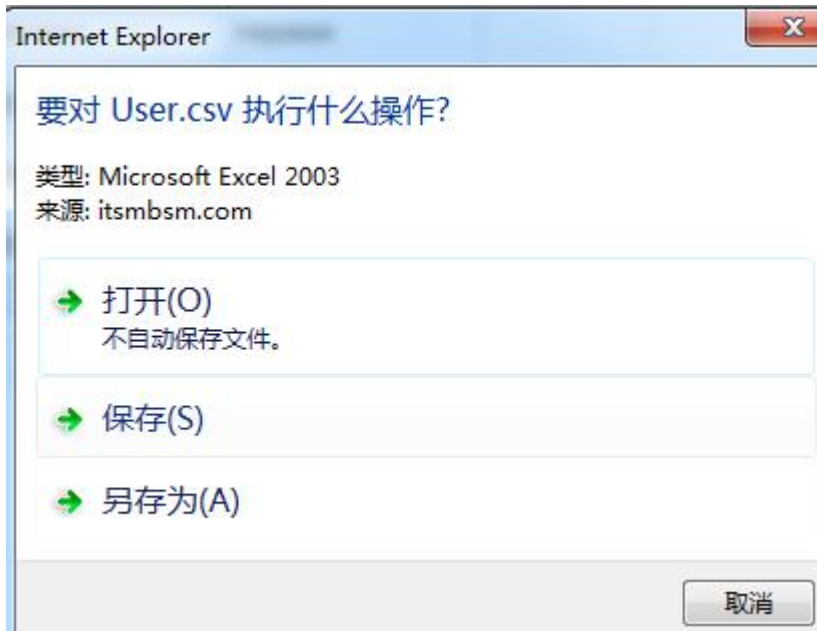 Internet Explorer
要对 User.csv 执行什么操作?
类型: Microsoft Excel 2003
来源: itsmbsm.com
打开(O)
不自动保存文件。
保存(S)
另存为(A)
取消